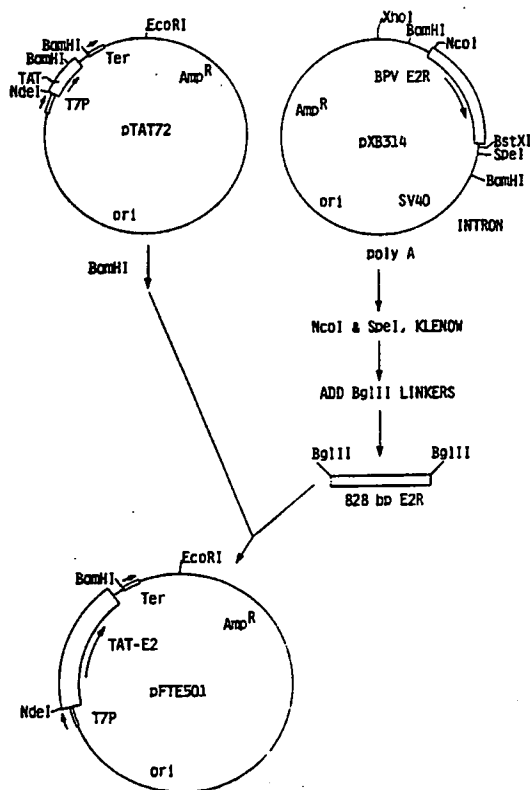 EcoRI
BamHI
BamHI
Ter
TAT
NdeI
T7P
AmpR
pTAT72
ori
BamHI
XhoI
BamHI
NcoI
BPV E2R
AmpR
pXB314
BstXI
SpeI
BamHI
ori
SV40
INTRON
poly A
NcoI & SpeI, KLENOW
ADD BglII LINKERS
BglII
BglII
828 bp E2R
EcoRI
BamHI
Ter
AmpR
TAT-E2
pFTE501
NdeI
T7P
ori